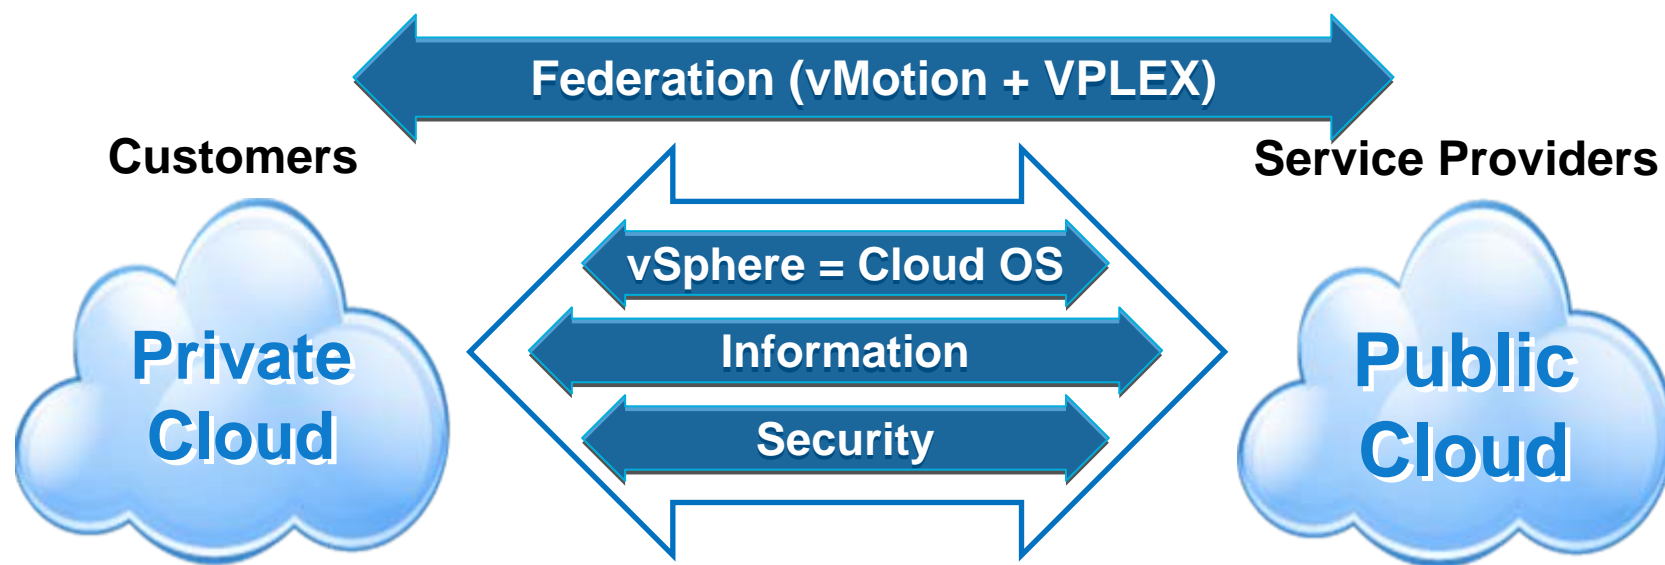 Federation (vMotion + VPLEX)
Customers
Service Providers
vSphere = Cloud OS
Information
Security
Private
Cloud
Public
Cloud